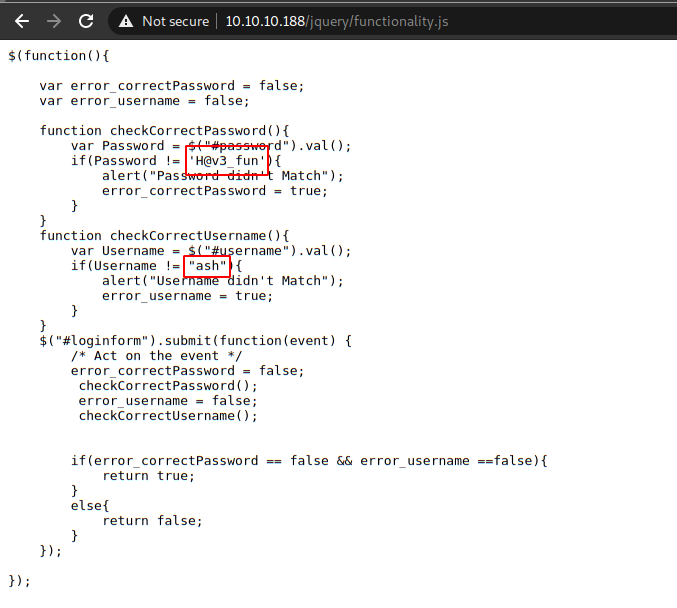 Not secure | 10.10.10.188/jquery/functionality.js
$(function(){
var error_correctPassword = false;
var error_username = false;
function checkCorrectPassword(){
var Password = $("#password").val();
if(Password != 'H@v3_fun'){
alert("Password didn't Match");
error_correctPassword = true;
}
}
function checkCorrectUsername(){
var Username = $("#username").val();
if(Username != "ash"){
alert("Username didn't Match");
error_username = true;
}
}
$("#loginform").submit(function(event) {
/* Act on the event */
error_correctPassword = false;
checkCorrectPassword();
error_username = false;
checkCorrectUsername();
if(error_correctPassword == false && error_username ==false){
return true;
}
else{
return false;
}
});
});